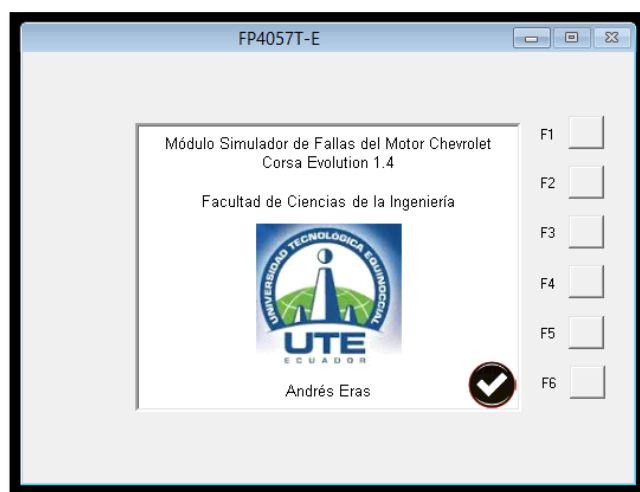 FP4057T-E
Módulo Simulador de Fallas del Motor Chevrolet
Corsa Evolution 1.4
Facultad de Ciencias de la Ingeniería
UNIVERSIDAD TECNOLÓGICA EQUINOCCIAL
UTE
ECUADOR
Andrés Eras
F1
F2
F3
F4
F5
F6